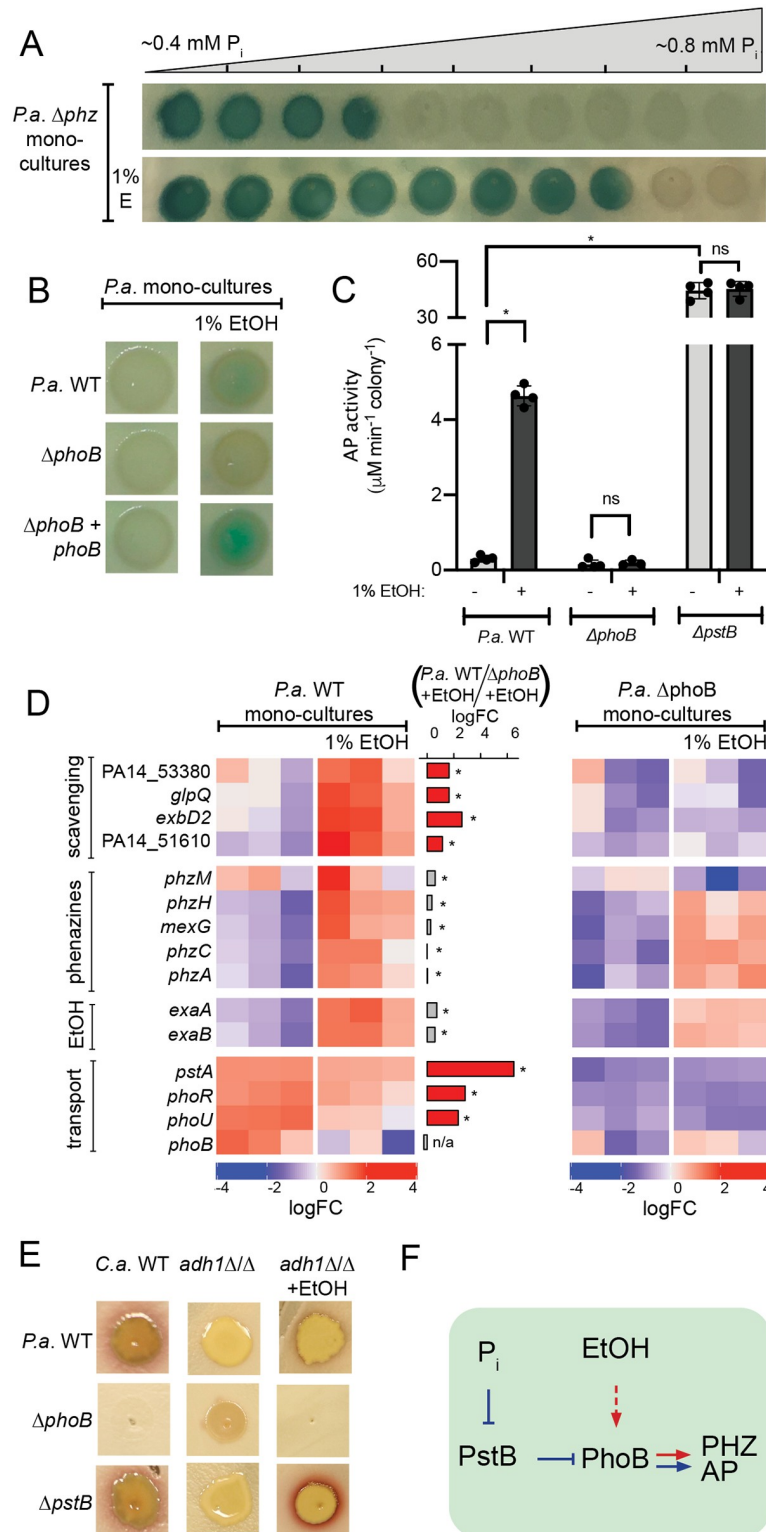 A
~0.4 mM Pi
~0.8 mM Pi
P.a. Δphz
mono-
cultures
1%
E
B
P.a. mono-cultures
1% EtOH
P.a. WT
ΔphoB
ΔphoB +
phoB
C
AP activity
(μM min-1 colony-1)
60
30
6
4
2
0
*
*
ns
ns
1% EtOH:
- + - + - +
P.a. WT
ΔphoB
ΔpstB
D
P.a. WT
mono-cultures
1% EtOH
(P.a. WT/ΔphoB
+EtOH/+EtOH)
logFC
0 2 4 6
P.a. ΔphoB
mono-cultures
1% EtOH
scavenging
PA14_53380 *
glpQ *
exbD2 *
PA14_51610 *
phenazines
phzM *
phzH *
mexG *
phzC *
phzA *
EtOH
exaA *
exaB *
transport
pstA *
phoR *
phoU *
phoB n/a
-4 -2 0 2 4
logFC
-4 -2 0 2 4
logFC
E
C.a. WT adh1Δ/Δ adh1Δ/Δ
+EtOH
P.a. WT
ΔphoB
ΔpstB
F
Pi
EtOH
PstB
PhoB
PHZ
AP